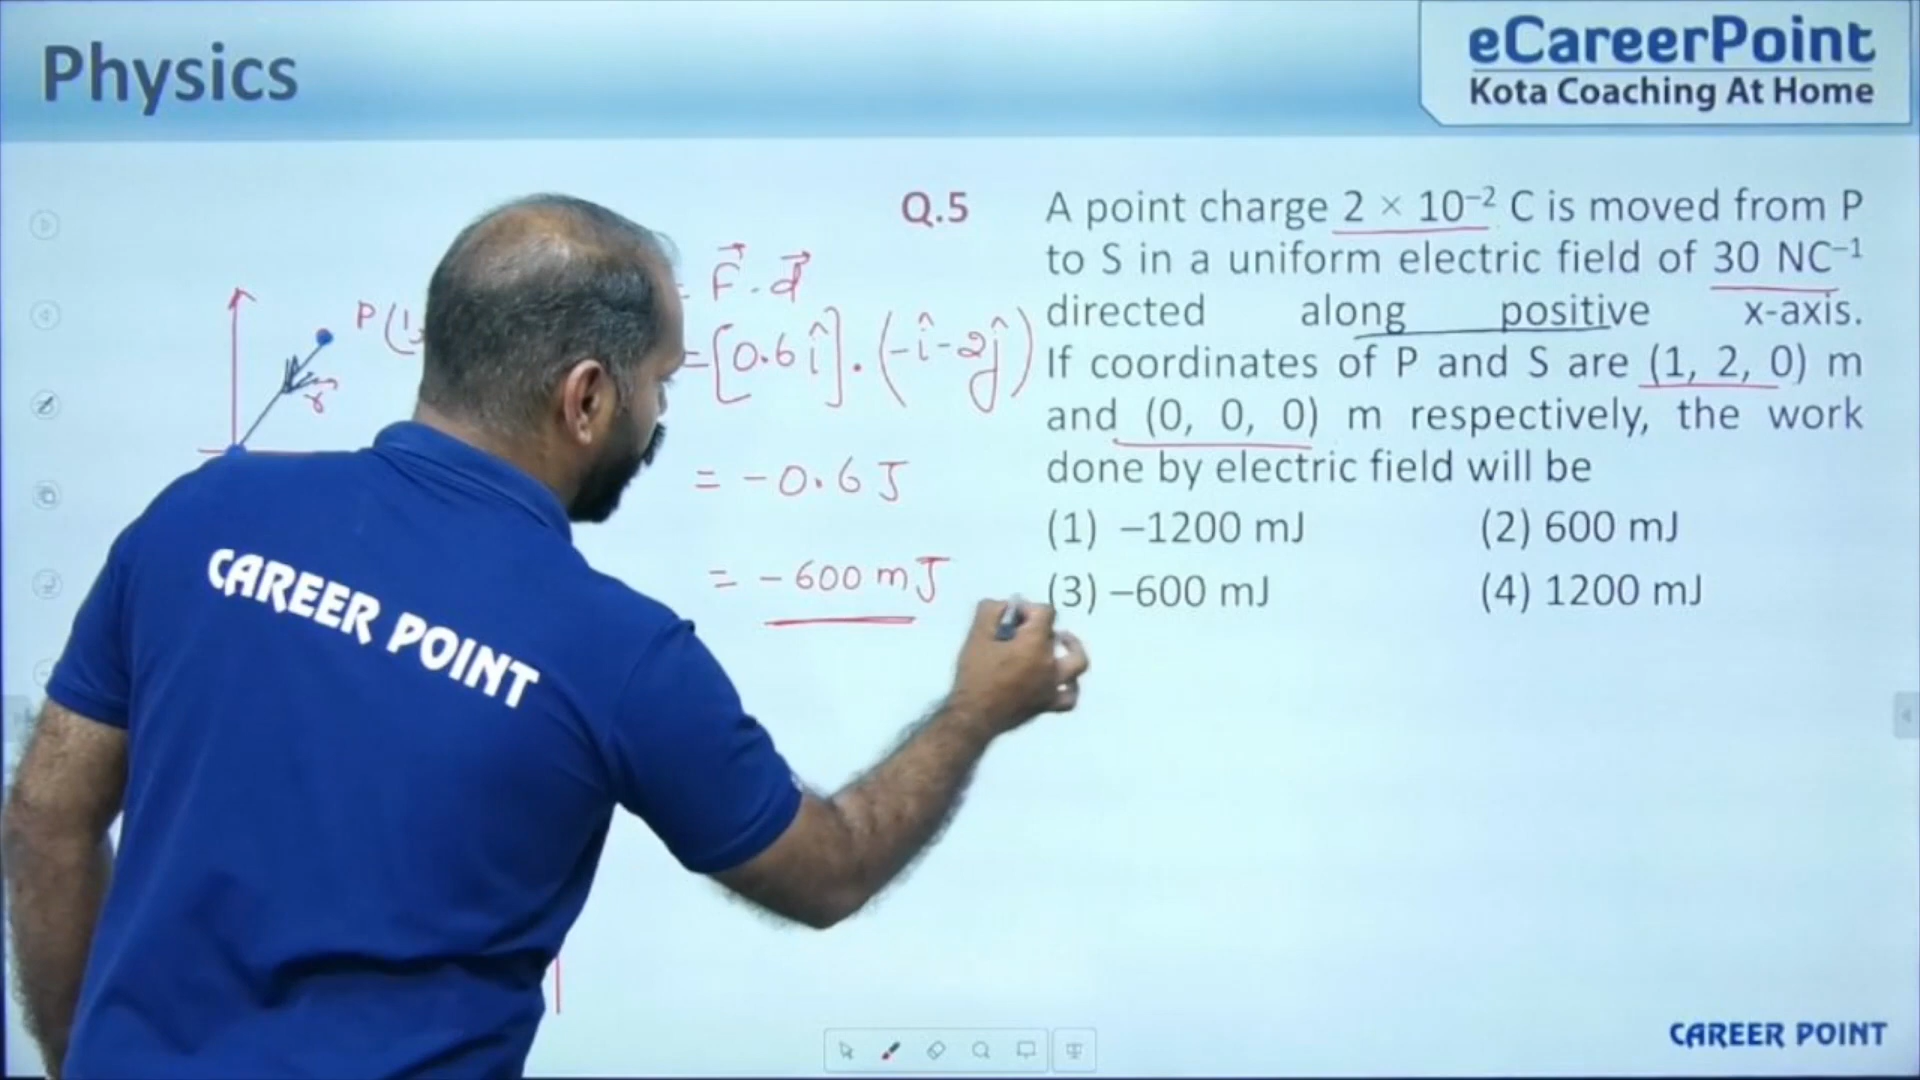 Physics
eCareerPoint
Kota Coaching At Home
Q.5 A point charge 2 × 10⁻² C is moved from P
to S in a uniform electric field of 30 NC⁻¹
directed along positive x-axis.
If coordinates of P and S are (1, 2, 0) m
and (0, 0, 0) m respectively, the work
done by electric field will be
(1) –1200 mJ (2) 600 mJ
(3) –600 mJ (4) 1200 mJ
P (1,
r⃗
= F⃗ . d⃗
= [0.6 î] . (-î - 2ĵ)
= -0.6 J
= -600 mJ
CAREER POINT
CAREER POINT